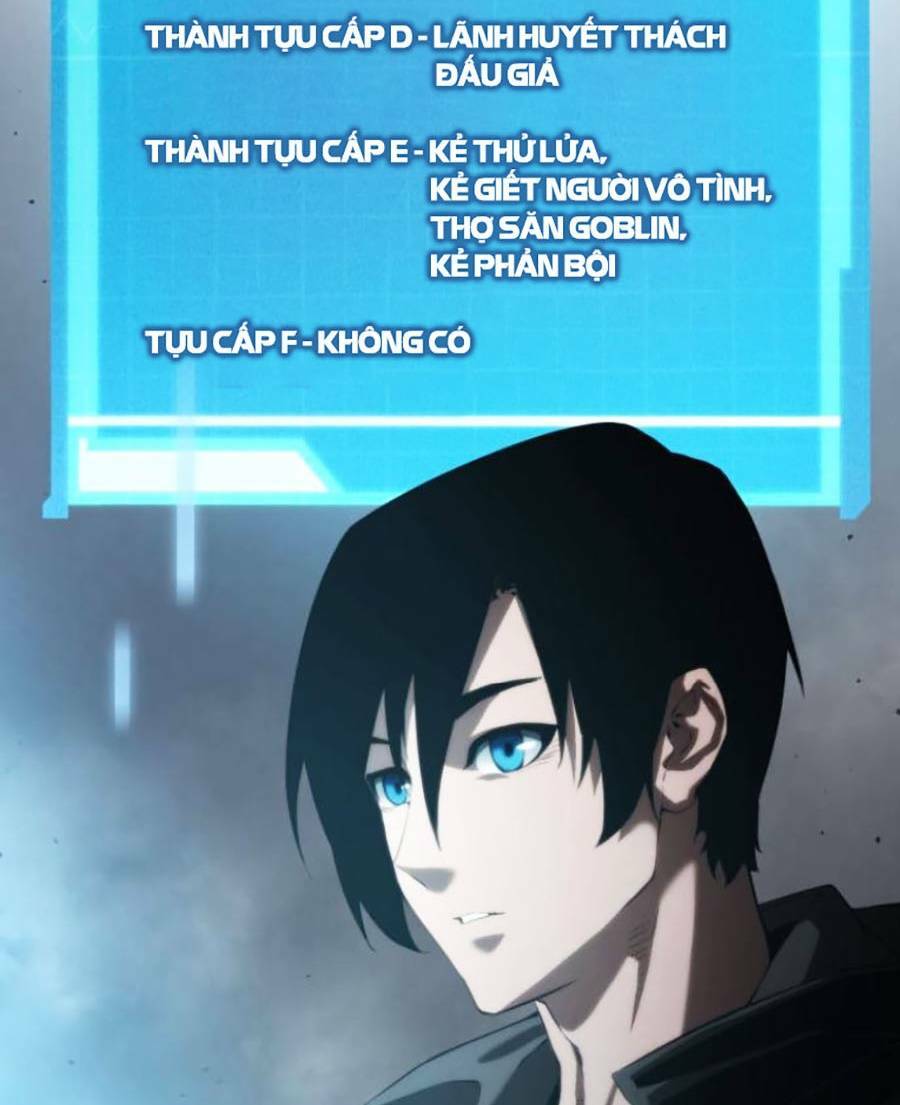 THÀNH TỰU CẤP D - LÃNH HUYẾT THÁCH
ĐẤU GIẢ
THÀNH TỰU CẤP E - KẺ THỬ LỬA,
KẺ GIẾT NGƯỜI VÔ TÌNH,
THỢ SĂN GOBLIN,
KẺ PHẢN BỘI
TỰU CẤP F - KHÔNG CÓ